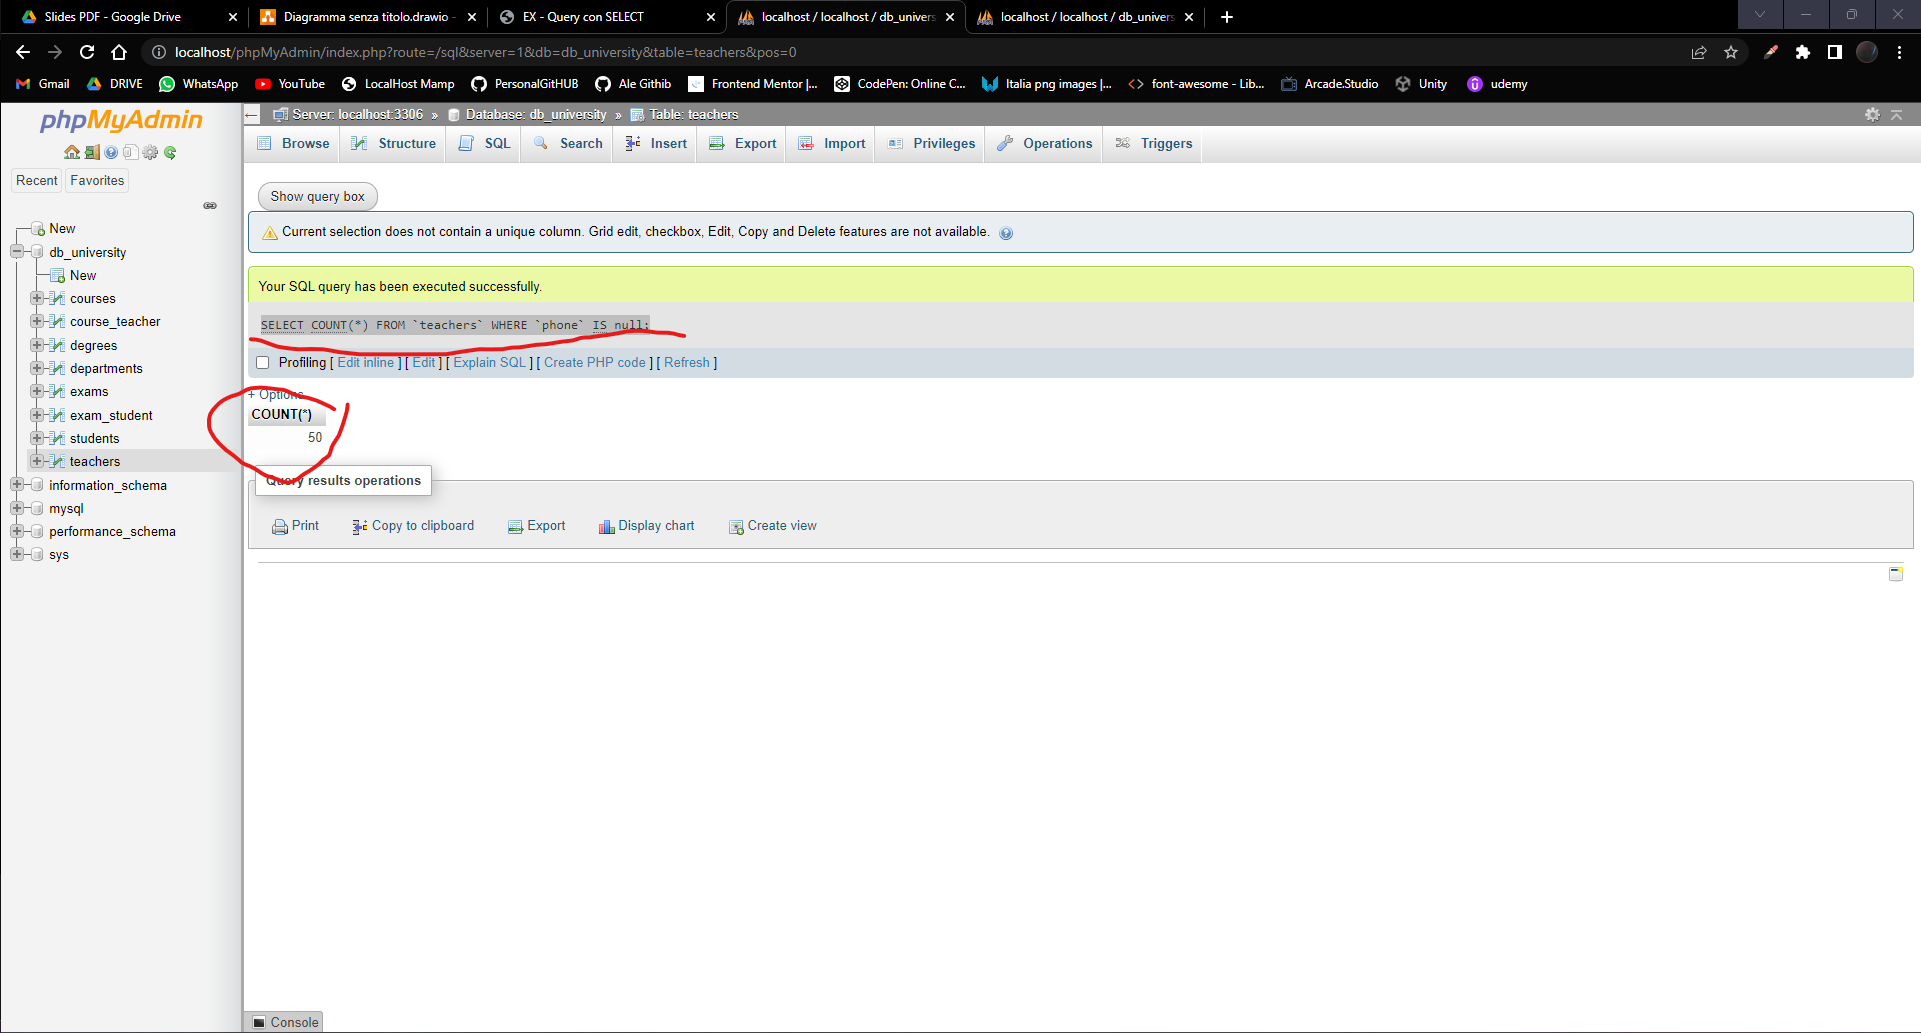 Slides PDF - Google Drive
Diagramma senza titolo.drawio -
EX - Query con SELECT
localhost / localhost / db_univers
localhost / localhost / db_univers
localhost/phpMyAdmin/index.php?route=/sql&server=1&db=db_university&table=teachers&pos=0
Gmail DRIVE WhatsApp YouTube LocalHost Mamp PersonalGitHUB Ale Githib Frontend Mentor |... CodePen: Online C... Italia png images |... font-awesome - Lib... Arcade.Studio Unity udemy
phpMyAdmin
Recent Favorites
New
db_university
New
courses
course_teacher
degrees
departments
exams
exam_student
students
teachers
information_schema
mysql
performance_schema
sys
Server: localhost:3306 » Database: db_university » Table: teachers
Browse Structure SQL Search Insert Export Import Privileges Operations Triggers
Show query box
Current selection does not contain a unique column. Grid edit, checkbox, Edit, Copy and Delete features are not available.
Your SQL query has been executed successfully.
SELECT COUNT(*) FROM `teachers` WHERE `phone` IS null;
Profiling [ Edit inline ] [ Edit ] [ Explain SQL ] [ Create PHP code ] [ Refresh ]
+ Options
COUNT(*)
50
Query results operations
Print Copy to clipboard Export Display chart Create view
Console